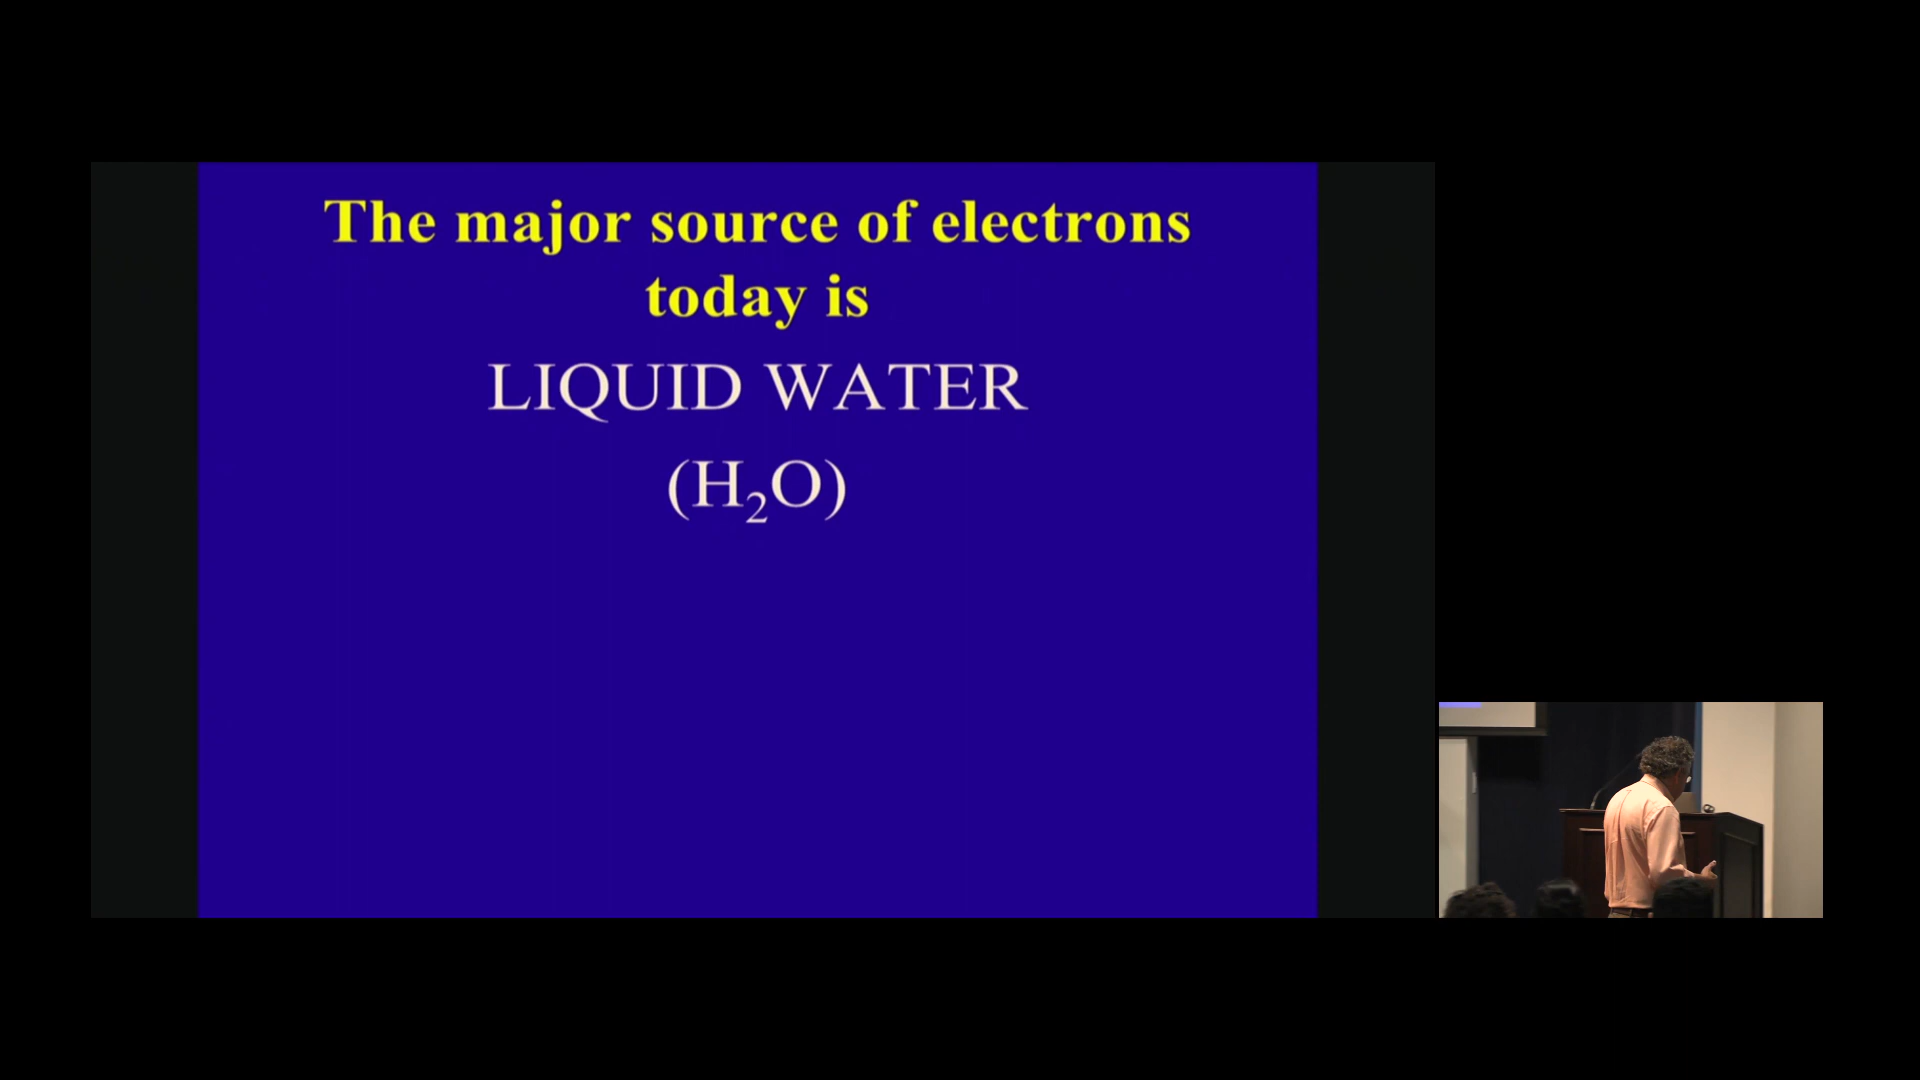 The major source of electrons
today is
LIQUID WATER
(H₂O)